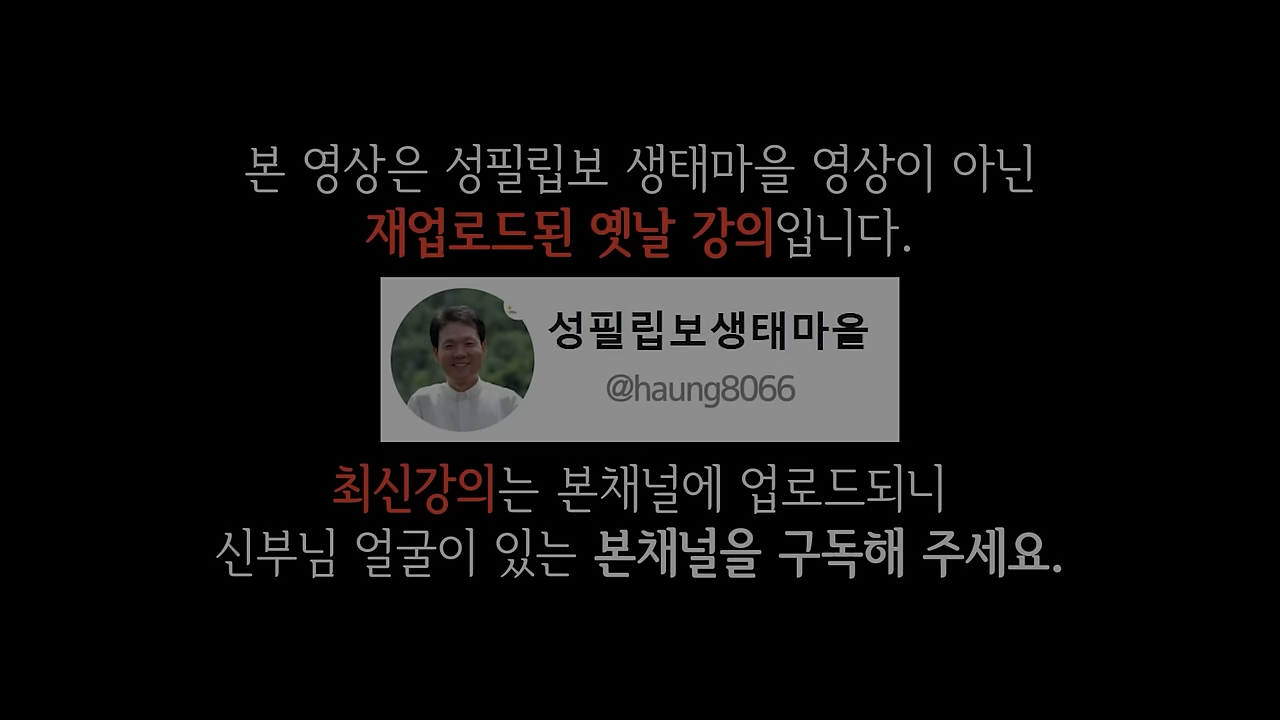 본 영상은 성필립보 생태마을 영상이 아닌
재업로드된 옛날 강의입니다.
성필립보생태마을
@haung8066
최신강의는 본채널에 업로드되니
신부님 얼굴이 있는 본채널을 구독해 주세요.